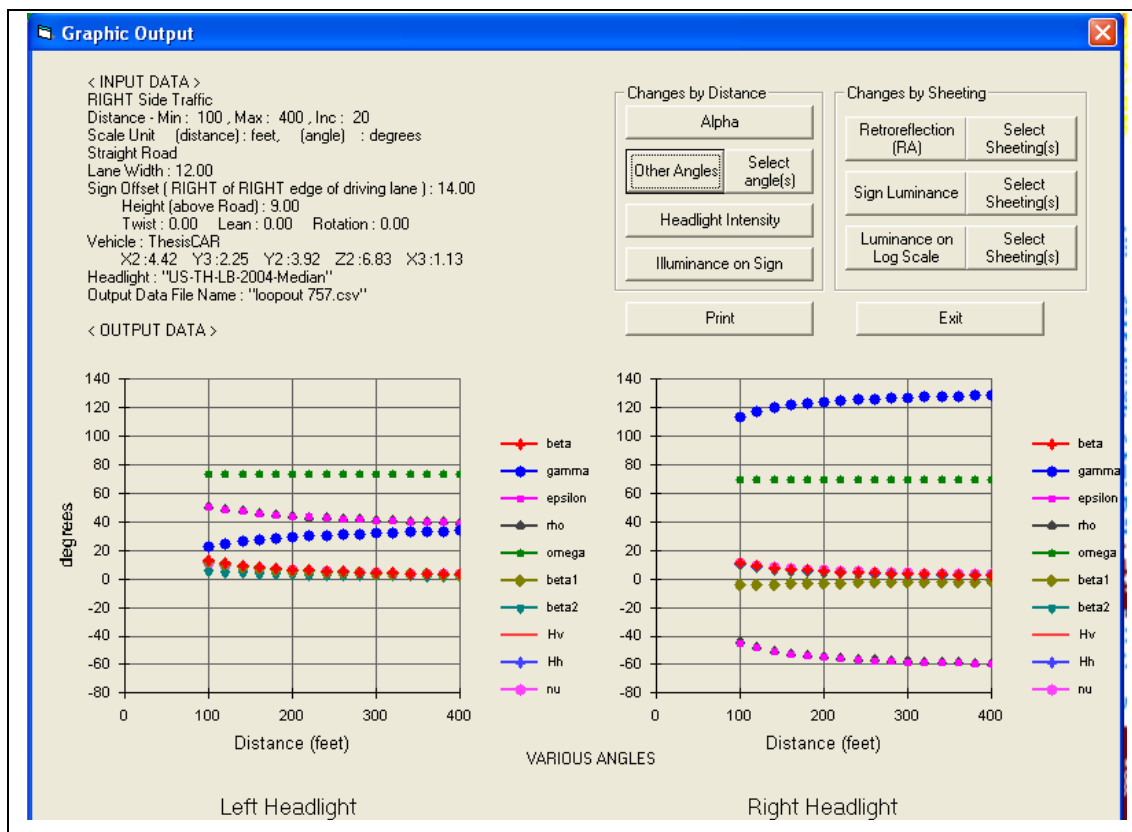 Graphic Output
< INPUT DATA >
RIGHT Side Traffic
Distance - Min : 100 , Max : 400 , Inc : 20
Scale Unit (distance) : feet, (angle) : degrees
Straight Road
Lane Width : 12.00
Sign Offset ( RIGHT of RIGHT edge of driving lane ) : 14.00
Height (above Road) : 9.00
Twist : 0.00 Lean : 0.00 Rotation : 0.00
Vehicle : ThesisCAR
X2 :4.42 Y3 :2.25 Y2 :3.92 Z2 :6.83 X3 :1.13
Headlight : "US-TH-LB-2004-Median"
Output Data File Name : "loopout 757.csv"
< OUTPUT DATA >
Changes by Distance
Alpha
Other Angles
Select angle(s)
Headlight Intensity
Illuminance on Sign
Print
Changes by Sheeting
Retroreflection (RA)
Select Sheeting(s)
Sign Luminance
Select Sheeting(s)
Luminance on Log Scale
Select Sheeting(s)
Exit
degrees
140
120
100
80
60
40
20
0
-20
-40
-60
-80
0 100 200 300 400
Distance (feet)
beta
gamma
epsilon
rho
omega
beta1
beta2
Hv
Hh
nu
Left Headlight
VARIOUS ANGLES
140
120
100
80
60
40
20
0
-20
-40
-60
-80
0 100 200 300 400
Distance (feet)
beta
gamma
epsilon
rho
omega
beta1
beta2
Hv
Hh
nu
Right Headlight